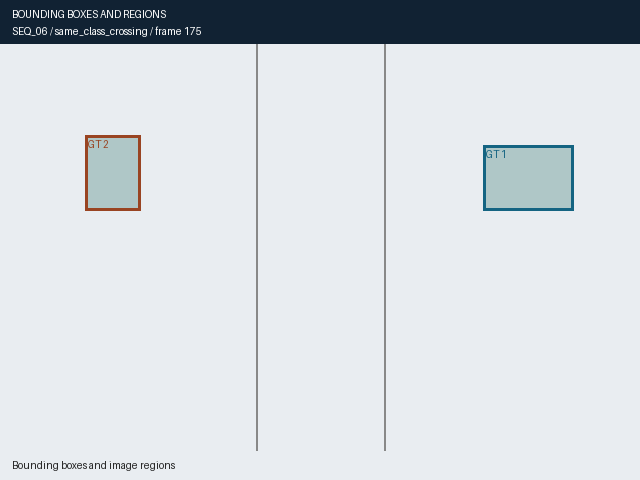 BOUNDING BOXES AND REGIONS
SEQ_06 / same_class_crossing / frame 175
GT2
GT1
Bounding boxes and image regions